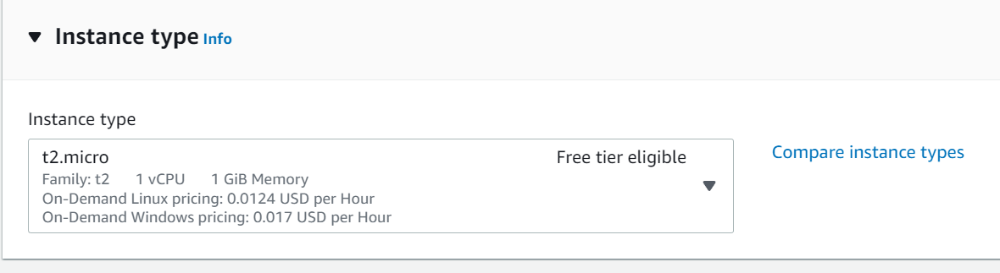 Instance type Info
Instance type
t2.micro Free tier eligible
Compare instance types
Family: t2 1 vCPU 1 GiB Memory
On-Demand Linux pricing: 0.0124 USD per Hour
On-Demand Windows pricing: 0.017 USD per Hour